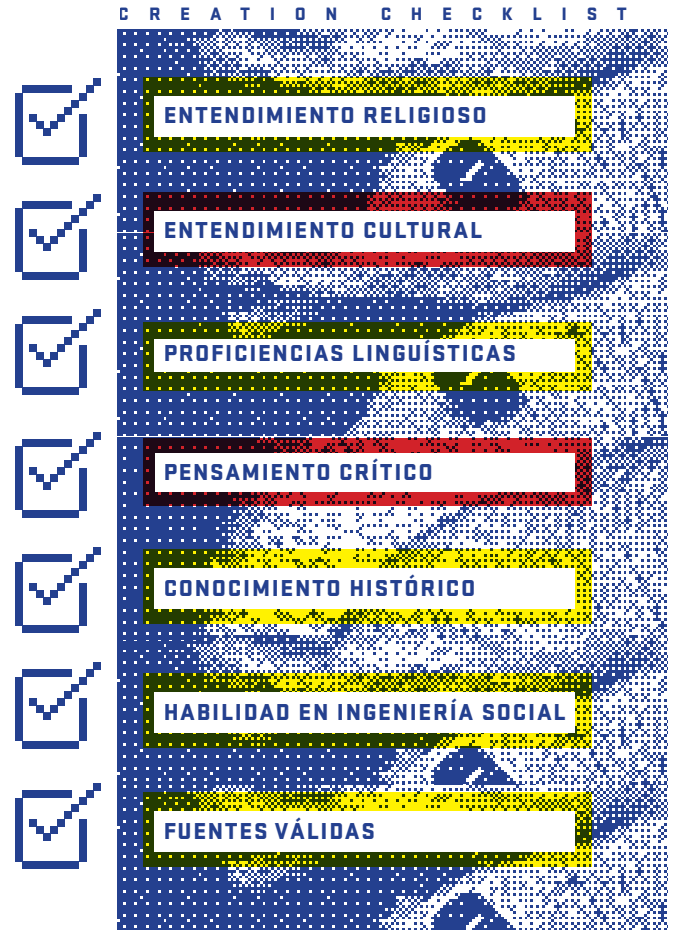 CREATION CHECKLIST
ENTENDIMIENTO RELIGIOSO
ENTENDIMIENTO CULTURAL
PROFICIENCIAS LINGUÍSTICAS
PENSAMIENTO CRÍTICO
CONOCIMIENTO HISTÓRICO
HABILIDAD EN INGENIERÍA SOCIAL
FUENTES VÁLIDAS